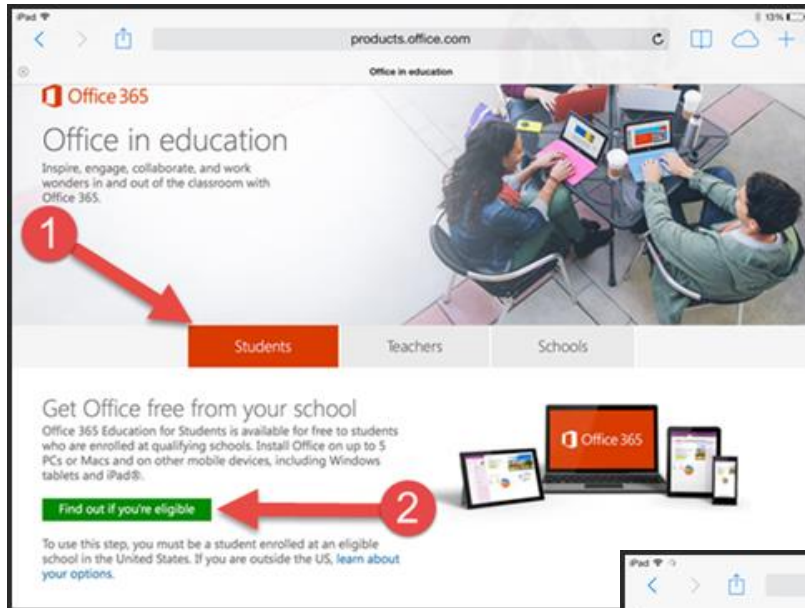 iPad
13%
products.office.com
Office in education
Office 365
Office in education
Inspire, engage, collaborate, and work
wonders in and out of the classroom with
Office 365.
1
Students
Teachers
Schools
Get Office free from your school
Office 365 Education for Students is available for free to students
who are enrolled at qualifying schools. Install Office on up to 5
PCs or Macs and on other mobile devices, including Windows
tablets and iPad®.
Office 365
Find out if you're eligible
2
To use this step, you must be a student enrolled at an eligible
school in the United States. If you are outside the US, learn about
your options.
iPad